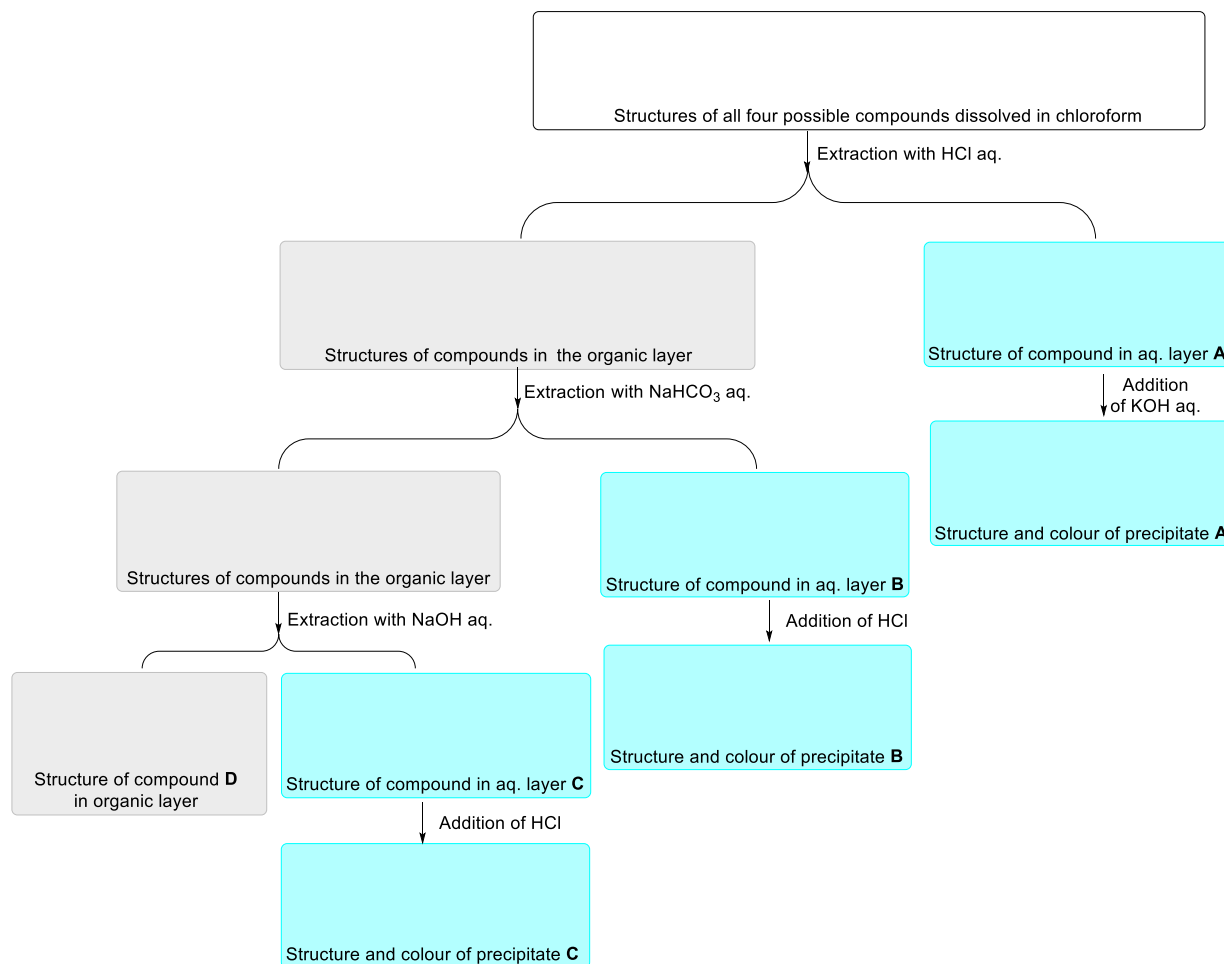 Structures of all four possible compounds dissolved in chloroform
Extraction with HCl aq.
Structures of compounds in the organic layer
Structure of compound in aq. layer A
Extraction with NaHCO3 aq.
Addition
of KOH aq.
Structure and colour of precipitate A
Structures of compounds in the organic layer
Structure of compound in aq. layer B
Extraction with NaOH aq.
Addition of HCl
Structure and colour of precipitate B
Structure of compound D
in organic layer
Structure of compound in aq. layer C
Addition of HCl
Structure and colour of precipitate C